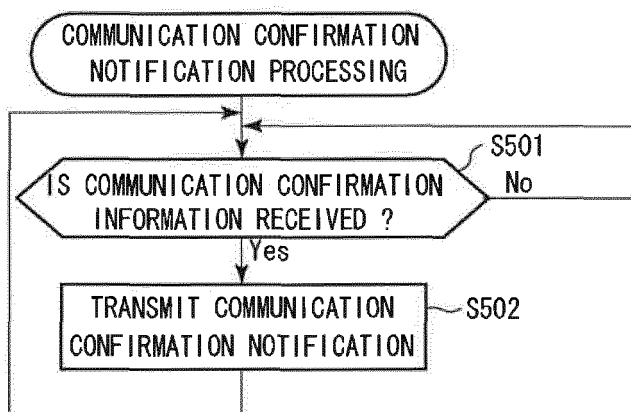 COMMUNICATION CONFIRMATION
NOTIFICATION PROCESSING
S501
IS COMMUNICATION CONFIRMATION
INFORMATION RECEIVED ?
No
Yes
TRANSMIT COMMUNICATION
CONFIRMATION NOTIFICATION
S502